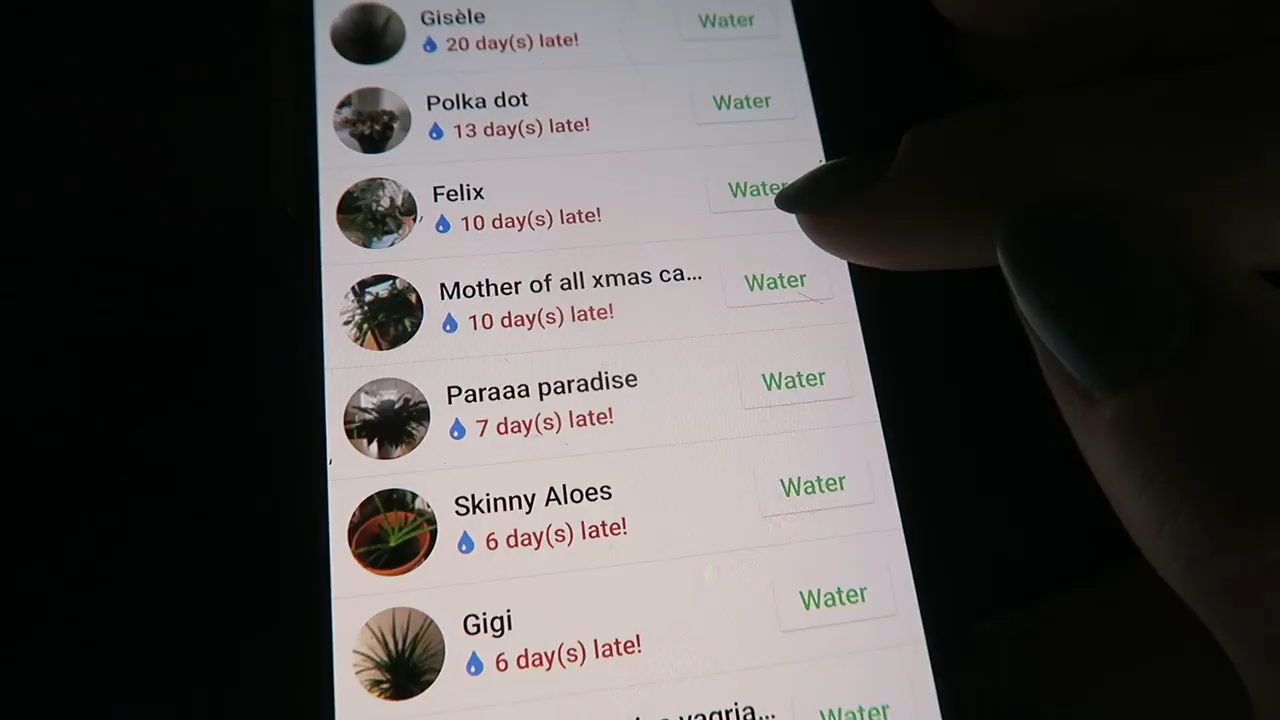 Gisèle
20 day(s) late!
Water
Polka dot
13 day(s) late!
Water
Felix
10 day(s) late!
Water
Mother of all xmas ca...
10 day(s) late!
Water
Paraaa paradise
7 day(s) late!
Water
Skinny Aloes
6 day(s) late!
Water
Gigi
6 day(s) late!
Water
Water